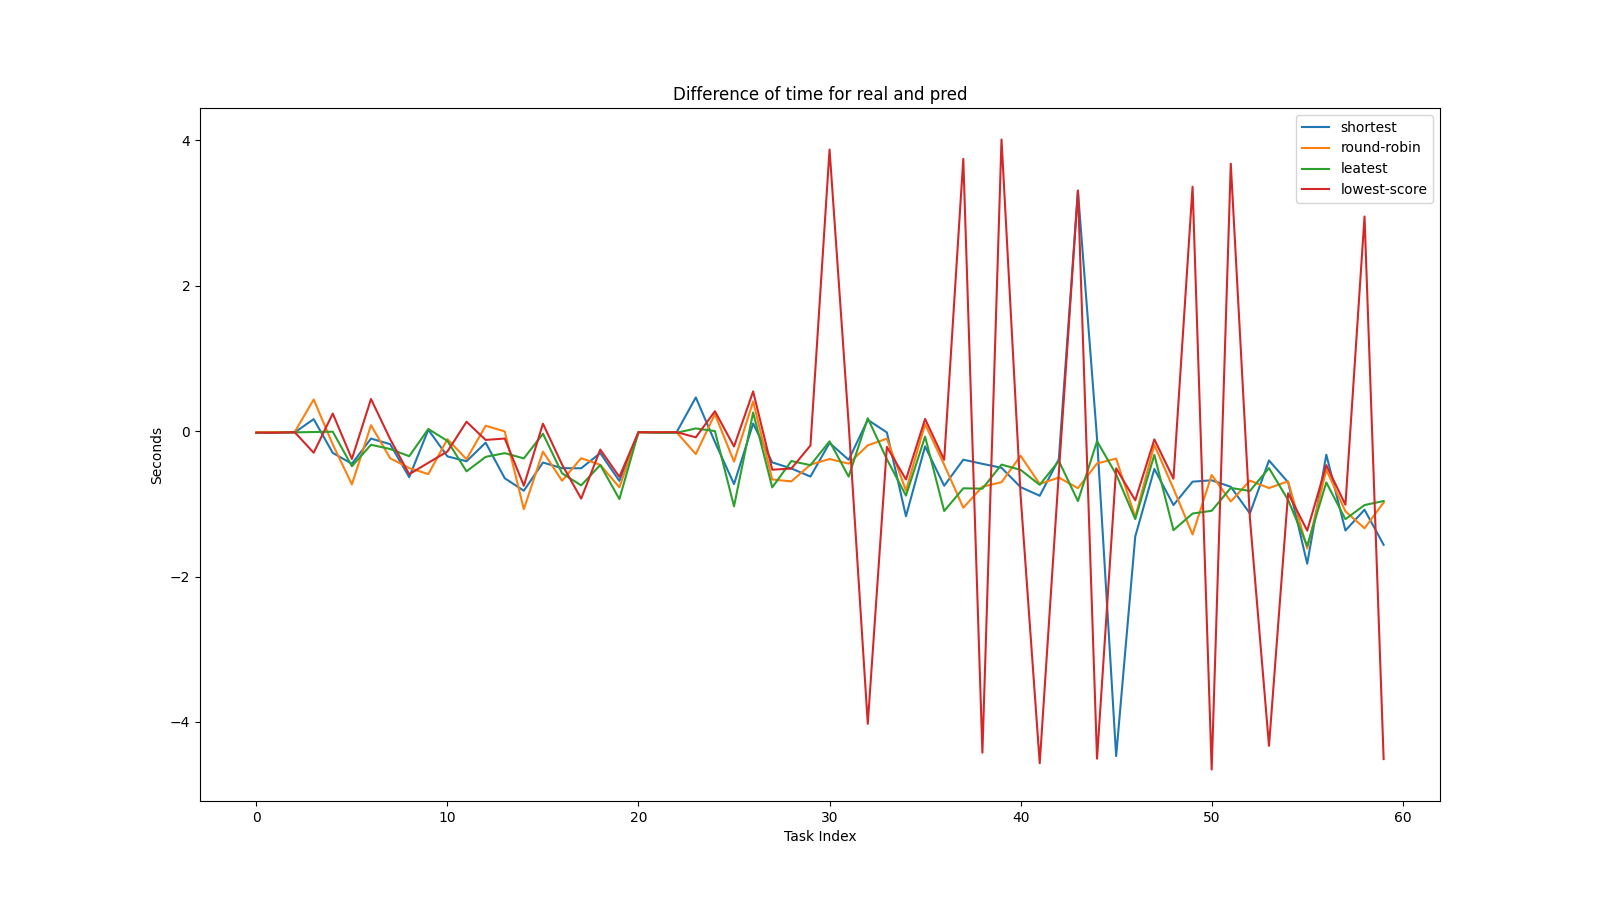 Difference of time for real and pred
shortest
round-robin
leatest
lowest-score
4
2
0
−2
−4
Seconds
0 10 20 30 40 50 60
Task Index